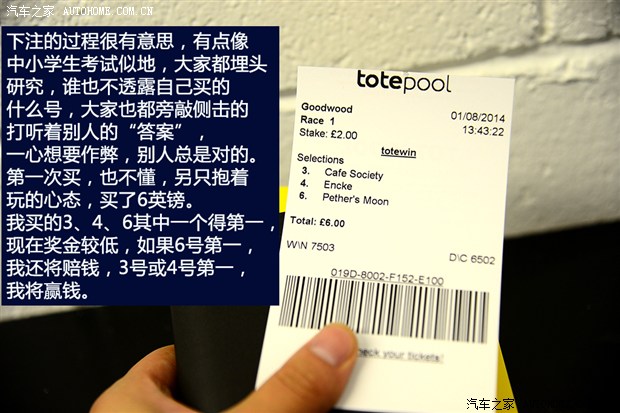 汽车之家 AUTOHOME.COM.CN
下注的过程很有意思，有点像
中小学生考试似地，大家都埋头
研究，谁也不透露自己买的
什么号，大家也都旁敲侧击的
打听着别人的“答案”，
一心想要作弊，别人总是对的。
第一次买，也不懂，另只抱着
玩的心态，买了6英镑。
我买的3、4、6其中一个得第一，
现在奖金较低，如果6号第一，
我还将赔钱，3号或4号第一，
我将赢钱。
totepool
Goodwood 01/08/2014
Race 1 13:43:22
Stake: £2.00
totewin
Selections
3. Cafe Society
4. Encke
6. Pether's Moon
Total: £6.00
W\N 7503 D\C 6502
019D-8002-F152-E100
check your tickets!
汽车之家